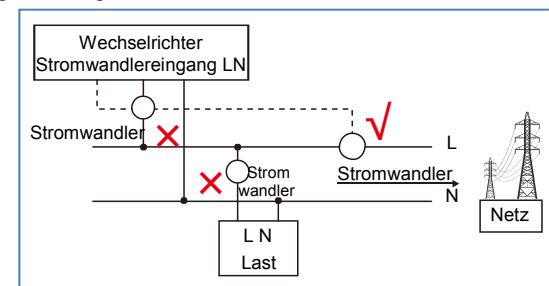 Wechselrichter
Stromwandlereingang LN
Stromwandler
L
Strom
wandler
Stromwandler
N
L N
Last
Netz